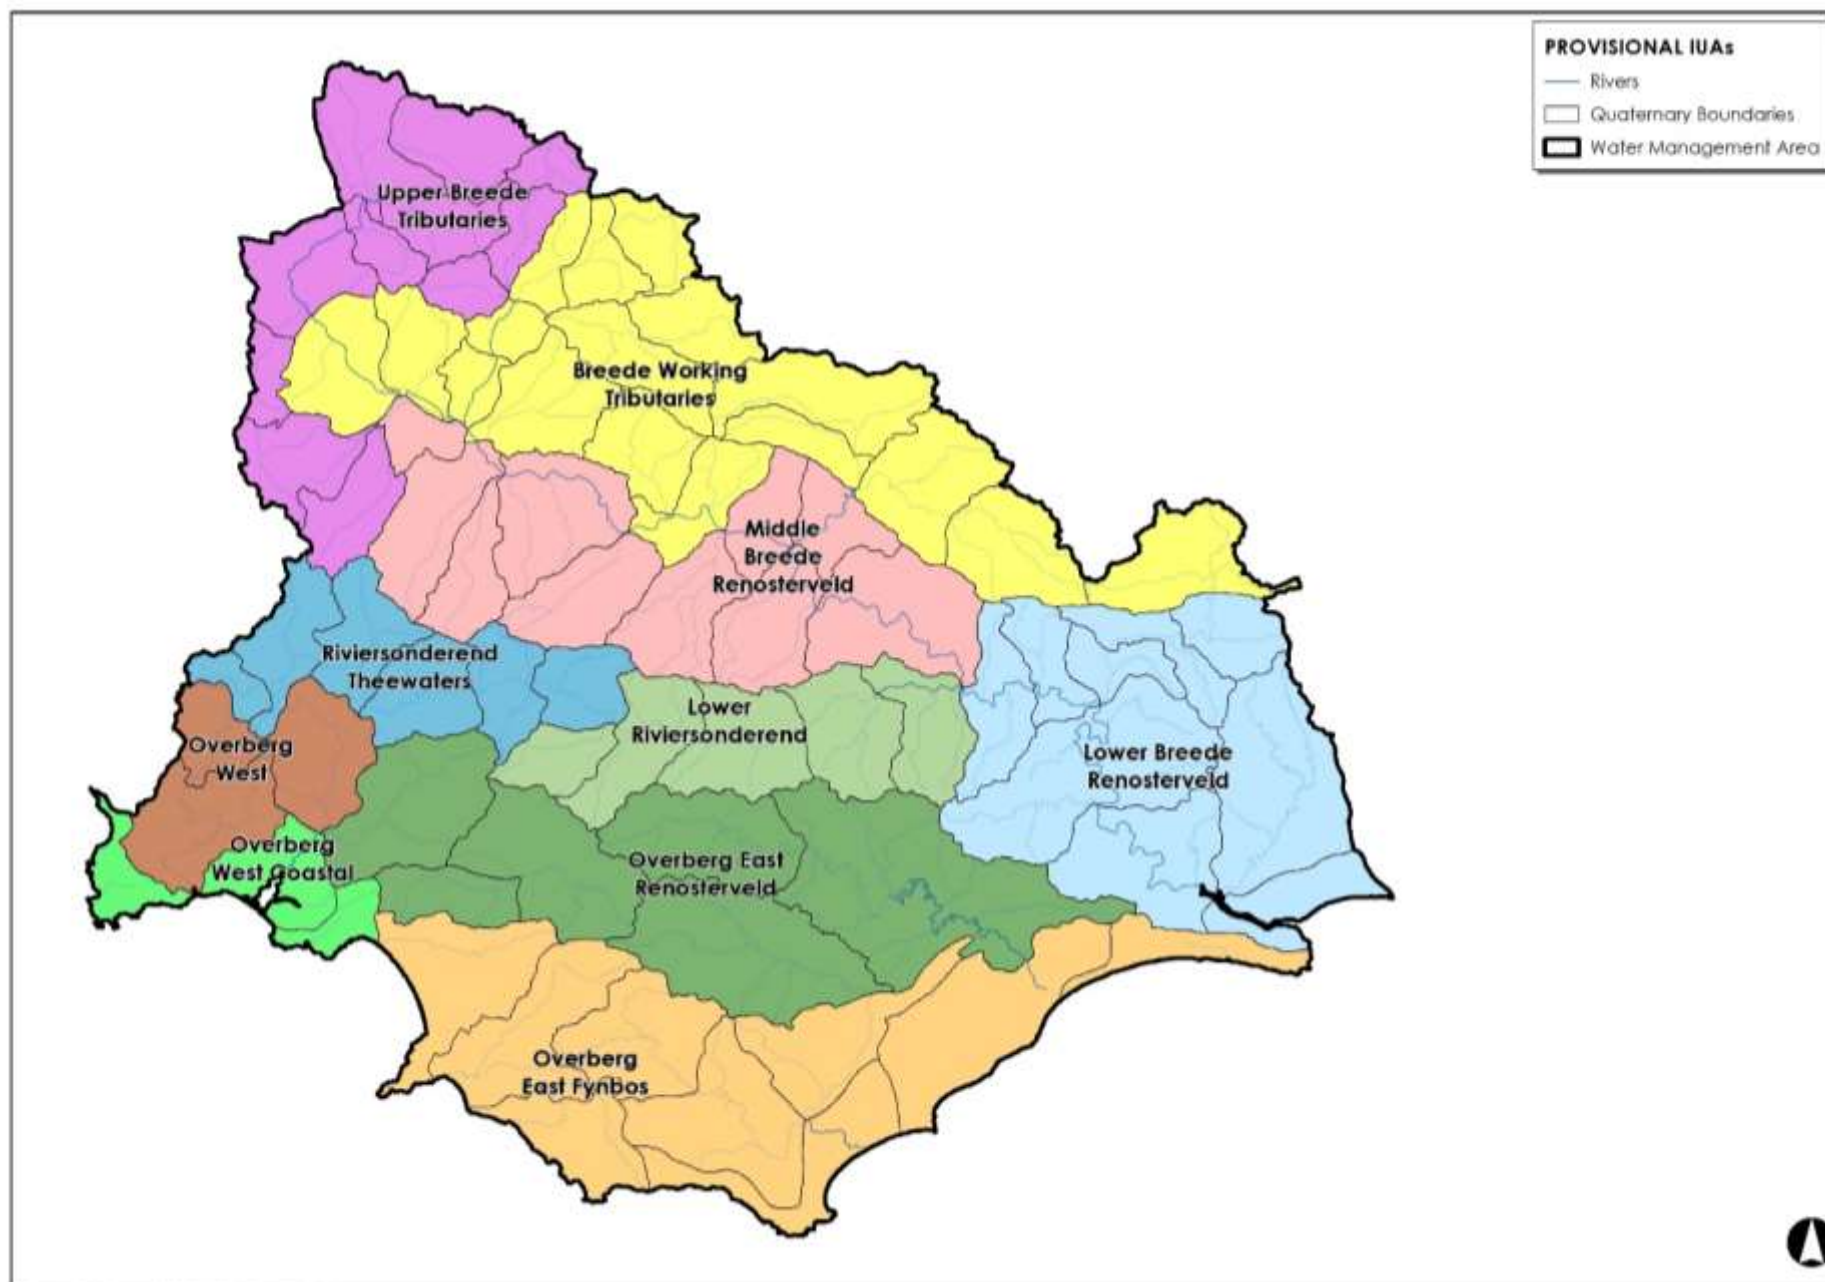 PROVISIONAL IUAs
Rivers
Quaternary Boundaries
Water Management Area
Upper Breede
Tributaries
Breede Working
Tributaries
Middle
Breede
Renosterveld
Riviersonderend
Theewaters
Lower
Riviersonderend
Overberg
West
Lower Breede
Renosterveld
Overberg
West Coastal
Overberg East
Renosterveld
Overberg
East Fynbos